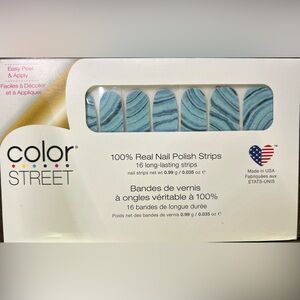 Easy Peel
& Apply
Faciles à Décoller
et à Appliquer
color
STREET
100% Real Nail Polish Strips
16 long-lasting strips
nail strips net wt 0.99 g / 0.035 oz e
Bandes de vernis
à ongles véritable à 100%
16 bandes de longue durée
Poids net des bandes de vernis 0.99 g / 0.035 oz e
Made in USA
Fabriquées aux
ETATS-UNIS